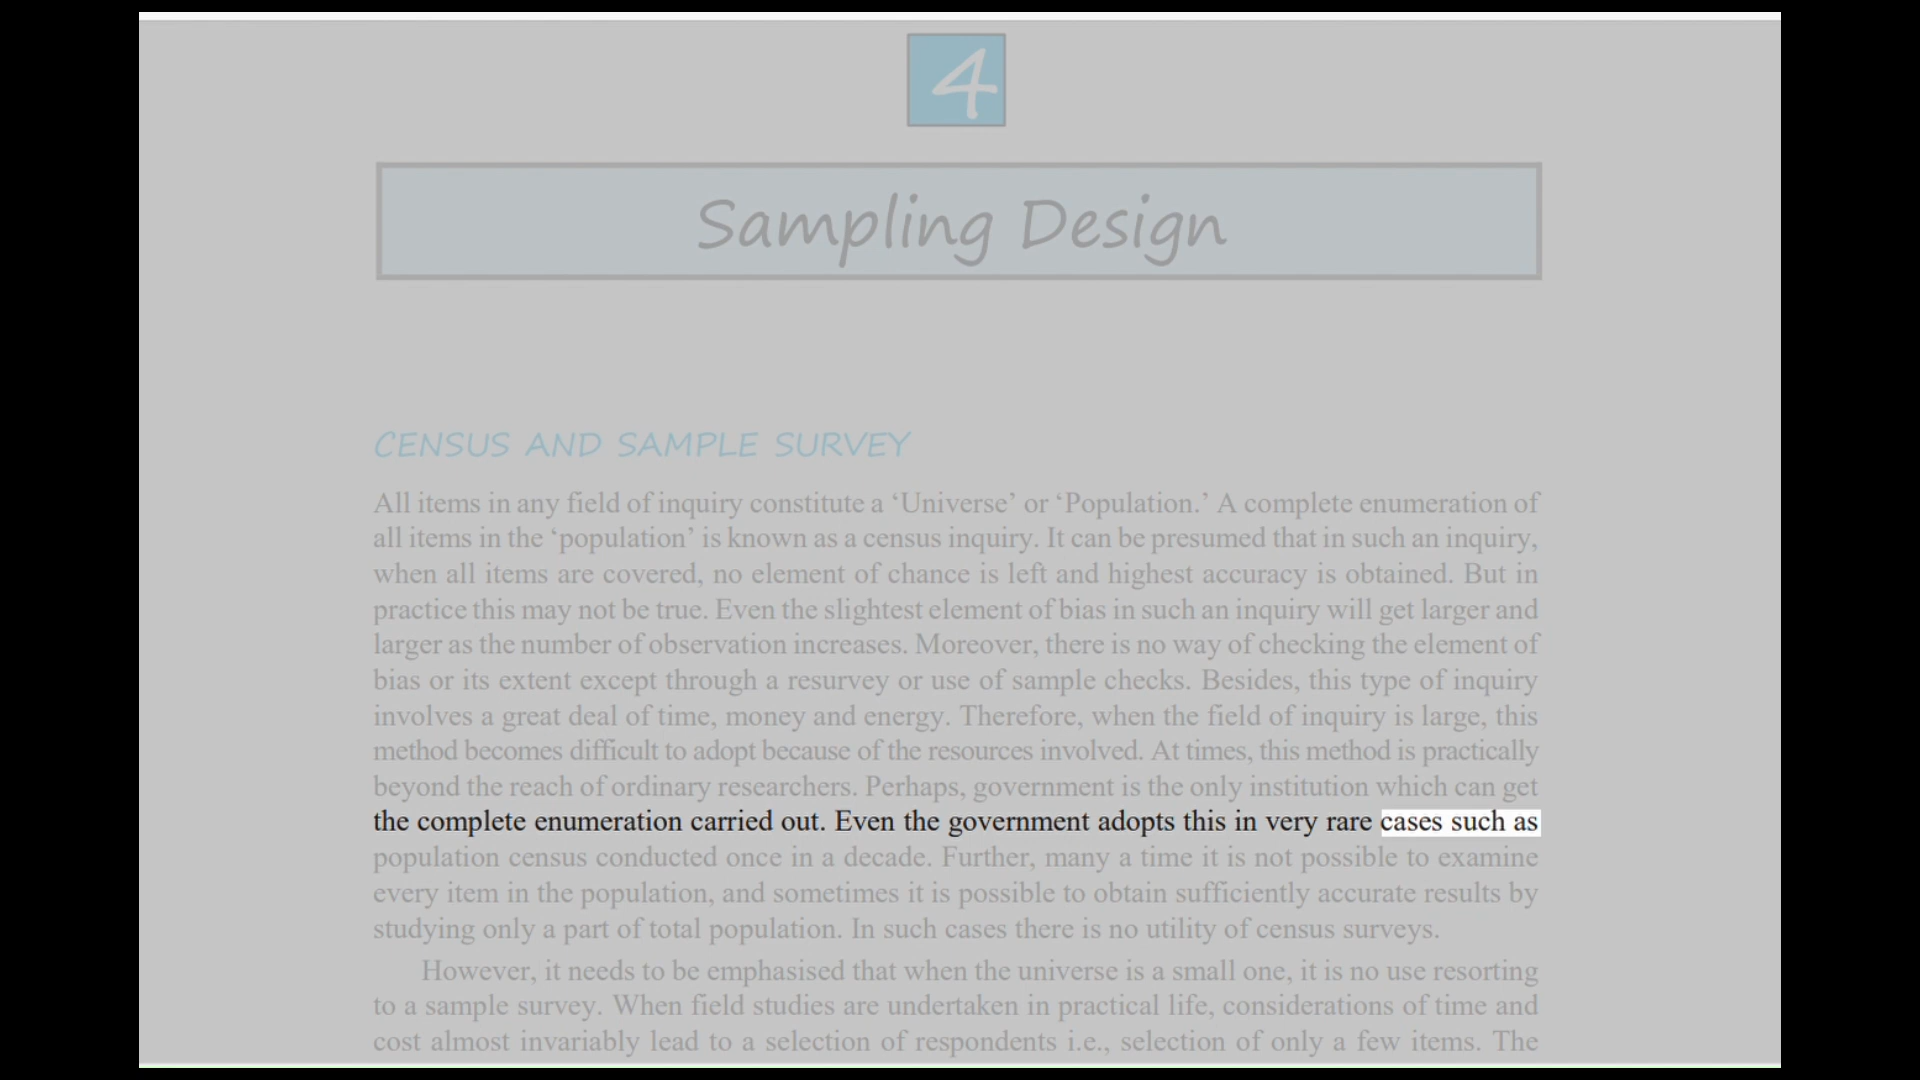 4
Sampling Design
CENSUS AND SAMPLE SURVEY
All items in any field of inquiry constitute a ‘Universe’ or ‘Population.’ A complete enumeration of
all items in the ‘population’ is known as a census inquiry. It can be presumed that in such an inquiry,
when all items are covered, no element of chance is left and highest accuracy is obtained. But in
practice this may not be true. Even the slightest element of bias in such an inquiry will get larger and
larger as the number of observation increases. Moreover, there is no way of checking the element of
bias or its extent except through a resurvey or use of sample checks. Besides, this type of inquiry
involves a great deal of time, money and energy. Therefore, when the field of inquiry is large, this
method becomes difficult to adopt because of the resources involved. At times, this method is practically
beyond the reach of ordinary researchers. Perhaps, government is the only institution which can get
the complete enumeration carried out. Even the government adopts this in very rare cases such as
population census conducted once in a decade. Further, many a time it is not possible to examine
every item in the population, and sometimes it is possible to obtain sufficiently accurate results by
studying only a part of total population. In such cases there is no utility of census surveys.
However, it needs to be emphasised that when the universe is a small one, it is no use resorting
to a sample survey. When field studies are undertaken in practical life, considerations of time and
cost almost invariably lead to a selection of respondents i.e., selection of only a few items. The